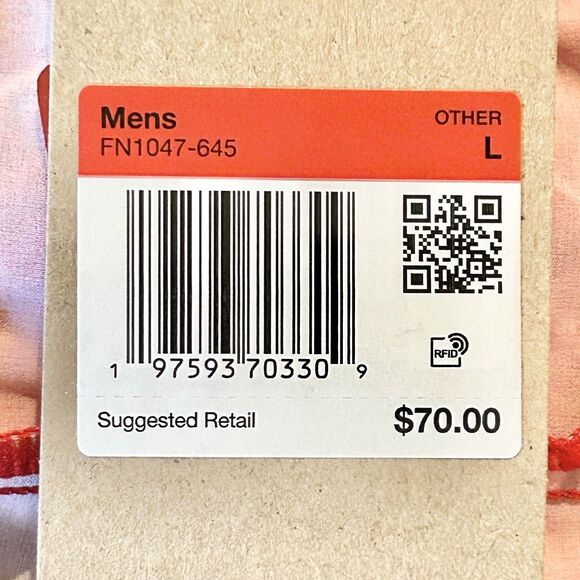 Mens
OTHER
FN1047-645
L
RFID
1 97593 70330 9
Suggested Retail
$70.00